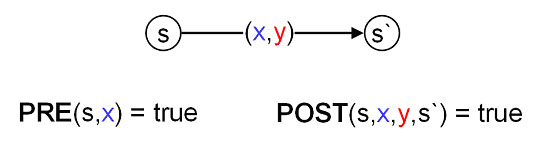 s (x,y) s`
PRE(s,x) = true POST(s,x,y,s`) = true